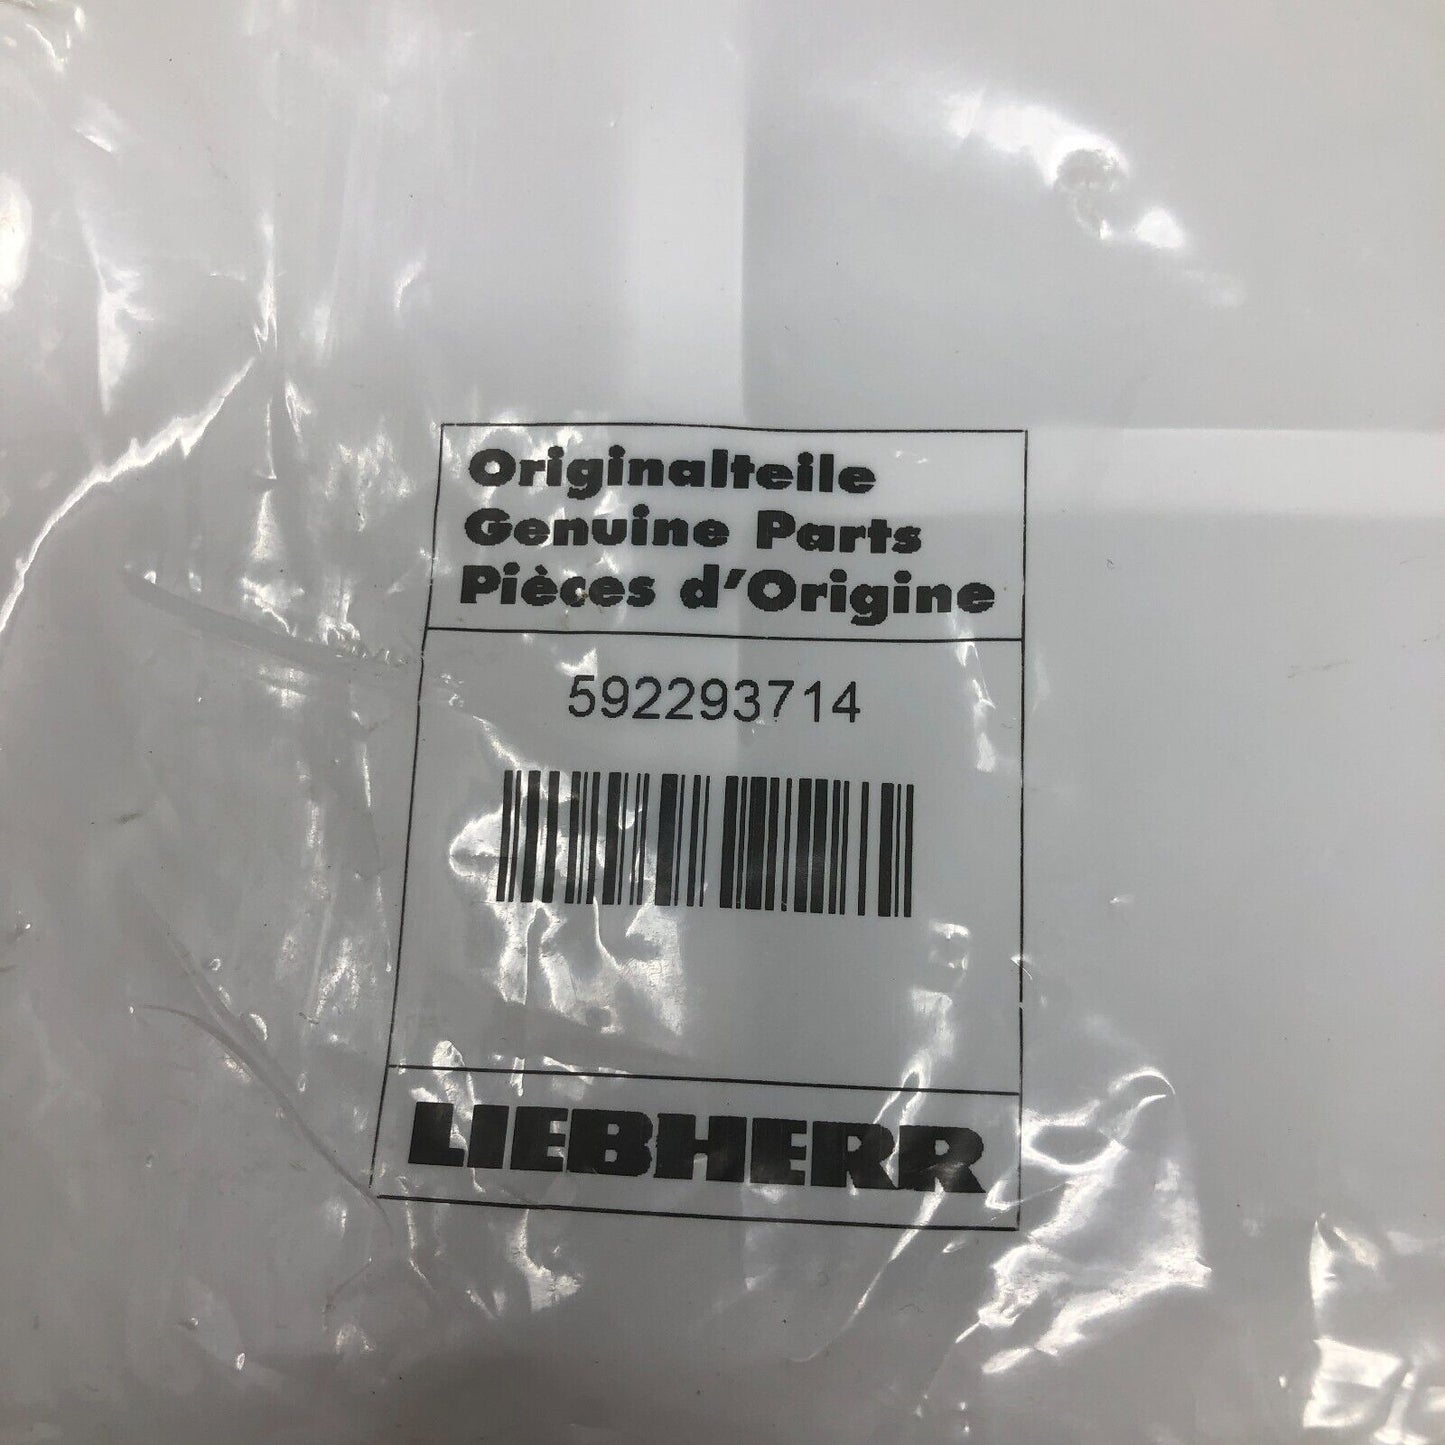 Originalteile
Genuine Parts
Pièces d'Origine
592293714
LIEBHERR